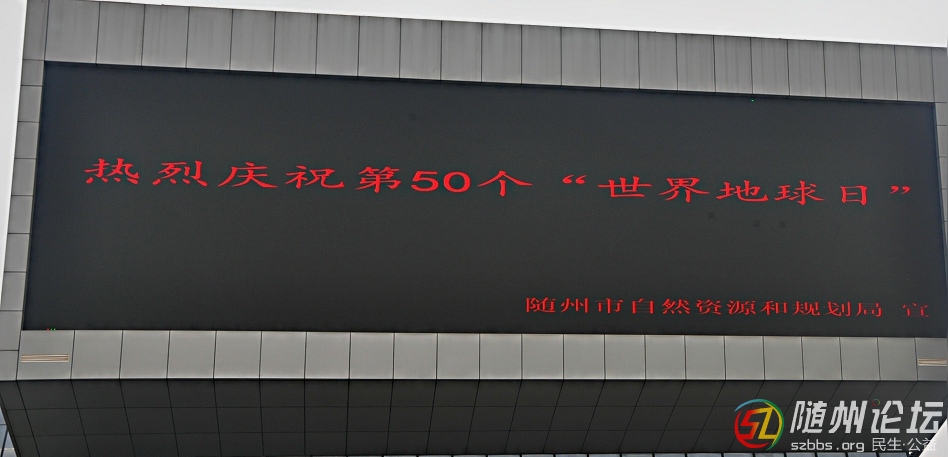 热烈庆祝第50个“世界地球日”
随州市自然资源和规划局 宣
随州论坛
szbbs.org 民生·公益